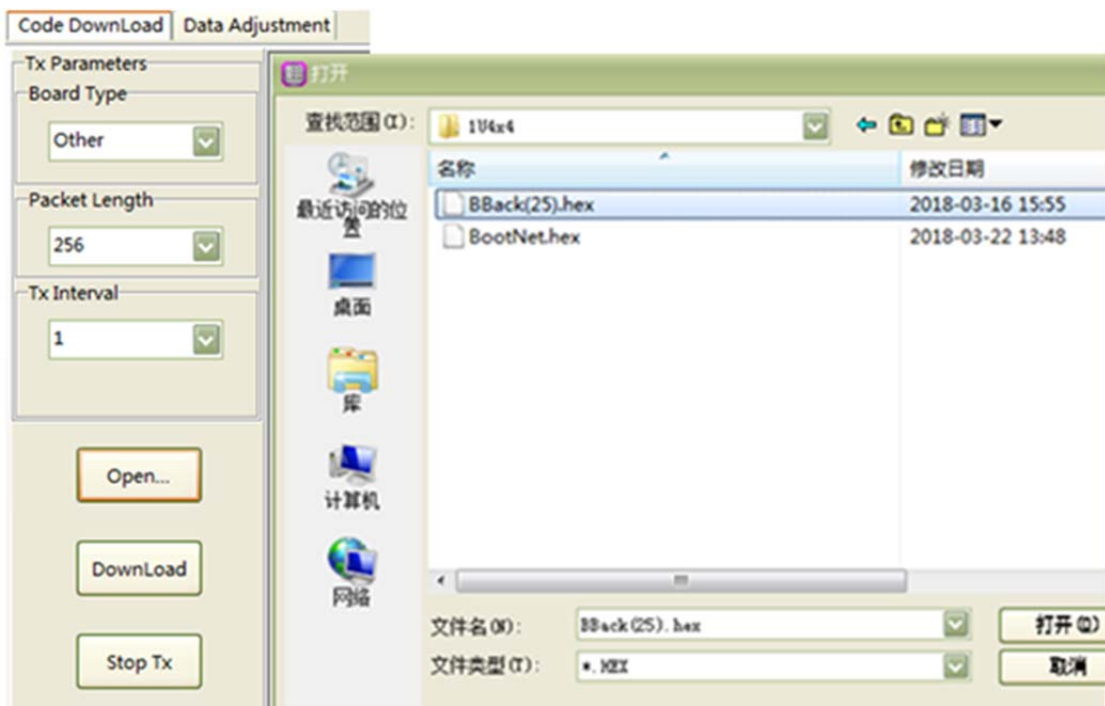 Code DownLoad
Data Adjustment
Tx Parameters
Board Type
Other
Packet Length
256
Tx Interval
1
Open...
DownLoad
Stop Tx
打开
查找范围(I):
1U4x4
名称
修改日期
BBack(25).hex
2018-03-16 15:55
BootNet.hex
2018-03-22 13:48
最近访问的位
置
桌面
库
计算机
网络
文件名(N):
BBack(25).hex
打开(O)
文件类型(T):
*.HEX
取消